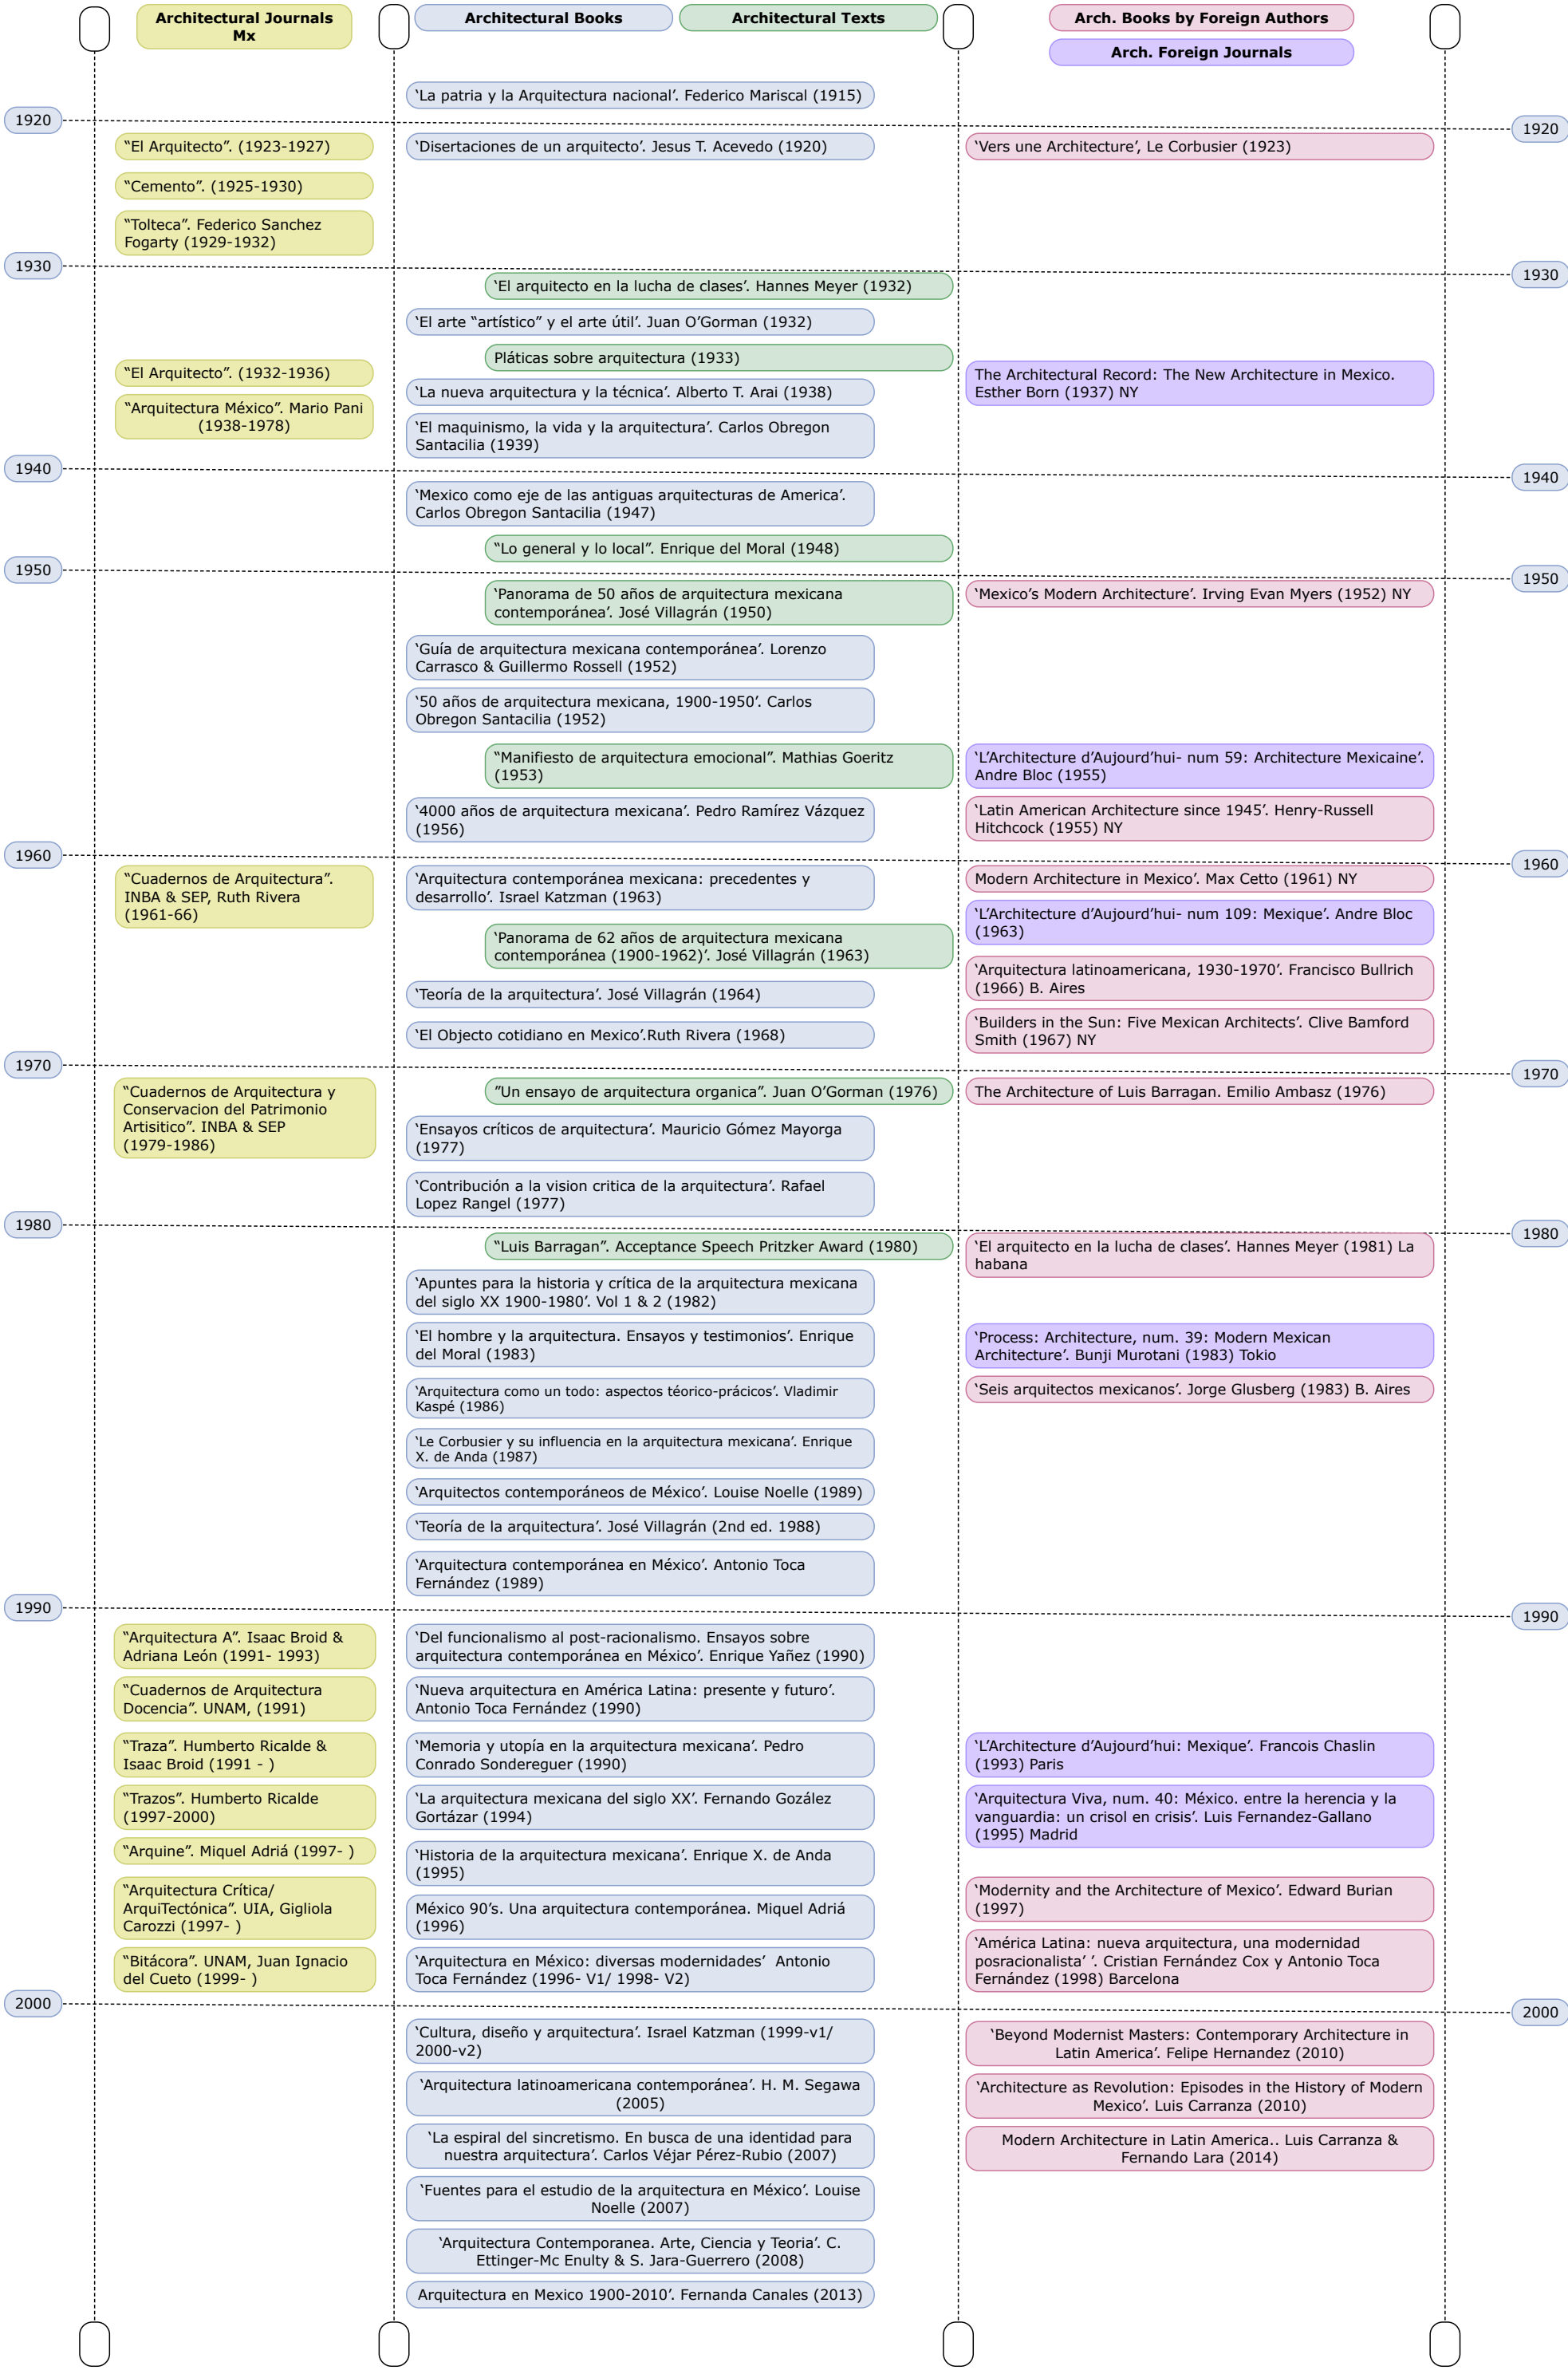 Architectural Journals
Mx
Architectural Books
Architectural Texts
Arch. Books by Foreign Authors
Arch. Foreign Journals
‘La patria y la Arquitectura nacional’. Federico Mariscal (1915)
1920
1920
“El Arquitecto”. (1923-1927)
‘Disertaciones de un arquitecto’. Jesus T. Acevedo (1920)
‘Vers une Architecture’, Le Corbusier (1923)
“Cemento”. (1925-1930)
“Tolteca”. Federico Sanchez
Fogarty (1929-1932)
1930
1930
‘El arquitecto en la lucha de clases’. Hannes Meyer (1932)
‘El arte “artístico” y el arte útil’. Juan O’Gorman (1932)
Pláticas sobre arquitectura (1933)
“El Arquitecto”. (1932-1936)
The Architectural Record: The New Architecture in Mexico.
Esther Born (1937) NY
‘La nueva arquitectura y la técnica’. Alberto T. Arai (1938)
“Arquitectura México”. Mario Pani
(1938-1978)
‘El maquinismo, la vida y la arquitectura’. Carlos Obregon
Santacilia (1939)
1940
1940
‘Mexico como eje de las antiguas arquitecturas de America’.
Carlos Obregon Santacilia (1947)
“Lo general y lo local”. Enrique del Moral (1948)
1950
1950
‘Panorama de 50 años de arquitectura mexicana
contemporánea’. José Villagrán (1950)
‘Mexico’s Modern Architecture’. Irving Evan Myers (1952) NY
‘Guía de arquitectura mexicana contemporánea’. Lorenzo
Carrasco & Guillermo Rossell (1952)
‘50 años de arquitectura mexicana, 1900-1950’. Carlos
Obregon Santacilia (1952)
“Manifiesto de arquitectura emocional”. Mathias Goeritz
(1953)
‘L’Architecture d’Aujourd’hui- num 59: Architecture Mexicaine’.
Andre Bloc (1955)
‘4000 años de arquitectura mexicana’. Pedro Ramírez Vázquez
(1956)
‘Latin American Architecture since 1945’. Henry-Russell
Hitchcock (1955) NY
1960
1960
“Cuadernos de Arquitectura”.
INBA & SEP, Ruth Rivera
(1961-66)
‘Arquitectura contemporánea mexicana: precedentes y
desarrollo’. Israel Katzman (1963)
Modern Architecture in Mexico’. Max Cetto (1961) NY
‘L’Architecture d’Aujourd’hui- num 109: Mexique’. Andre Bloc
(1963)
‘Panorama de 62 años de arquitectura mexicana
contemporánea (1900-1962)’. José Villagrán (1963)
‘Arquitectura latinoamericana, 1930-1970’. Francisco Bullrich
(1966) B. Aires
‘Teoría de la arquitectura’. José Villagrán (1964)
‘El Objecto cotidiano en Mexico’.Ruth Rivera (1968)
‘Builders in the Sun: Five Mexican Architects’. Clive Bamford
Smith (1967) NY
1970
1970
“Cuadernos de Arquitectura y
Conservacion del Patrimonio
Artisitico”. INBA & SEP
(1979-1986)
”Un ensayo de arquitectura organica”. Juan O’Gorman (1976)
The Architecture of Luis Barragan. Emilio Ambasz (1976)
‘Ensayos críticos de arquitectura’. Mauricio Gómez Mayorga
(1977)
‘Contribución a la vision critica de la arquitectura’. Rafael
Lopez Rangel (1977)
1980
1980
“Luis Barragan”. Acceptance Speech Pritzker Award (1980)
‘El arquitecto en la lucha de clases’. Hannes Meyer (1981) La
habana
‘Apuntes para la historia y crítica de la arquitectura mexicana
del siglo XX 1900-1980’. Vol 1 & 2 (1982)
‘El hombre y la arquitectura. Ensayos y testimonios’. Enrique
del Moral (1983)
‘Process: Architecture, num. 39: Modern Mexican
Architecture’. Bunji Murotani (1983) Tokio
‘Arquitectura como un todo: aspectos téorico-prácicos’. Vladimir
Kaspé (1986)
‘Seis arquitectos mexicanos’. Jorge Glusberg (1983) B. Aires
‘Le Corbusier y su influencia en la arquitectura mexicana’. Enrique
X. de Anda (1987)
‘Arquitectos contemporáneos de México’. Louise Noelle (1989)
‘Teoría de la arquitectura’. José Villagrán (2nd ed. 1988)
‘Arquitectura contemporánea en México’. Antonio Toca
Fernández (1989)
1990
1990
“Arquitectura A”. Isaac Broid &
Adriana León (1991- 1993)
‘Del funcionalismo al post-racionalismo. Ensayos sobre
arquitectura contemporánea en México’. Enrique Yañez (1990)
“Cuadernos de Arquitectura
Docencia”. UNAM, (1991)
‘Nueva arquitectura en América Latina: presente y futuro’.
Antonio Toca Fernández (1990)
“Traza”. Humberto Ricalde &
Isaac Broid (1991 - )
‘Memoria y utopía en la arquitectura mexicana’. Pedro
Conrado Sondereguer (1990)
‘L’Architecture d’Aujourd’hui: Mexique’. Francois Chaslin
(1993) Paris
“Trazos”. Humberto Ricalde
(1997-2000)
‘La arquitectura mexicana del siglo XX’. Fernando Gozález
Gortázar (1994)
‘Arquitectura Viva, num. 40: México. entre la herencia y la
vanguardia: un crisol en crisis’. Luis Fernandez-Gallano
(1995) Madrid
“Arquine”. Miquel Adriá (1997- )
‘Historia de la arquitectura mexicana’. Enrique X. de Anda
(1995)
“Arquitectura Crítica/
ArquiTectónica”. UIA, Gigliola
Carozzi (1997- )
México 90’s. Una arquitectura contemporánea. Miquel Adriá
(1996)
‘Modernity and the Architecture of Mexico’. Edward Burian
(1997)
“Bitácora”. UNAM, Juan Ignacio
del Cueto (1999- )
‘Arquitectura en México: diversas modernidades’  Antonio
Toca Fernández (1996- V1/ 1998- V2)
‘América Latina: nueva arquitectura, una modernidad
posracionalista’ ’. Cristian Fernández Cox y Antonio Toca
Fernández (1998) Barcelona
2000
2000
‘Cultura, diseño y arquitectura’. Israel Katzman (1999-v1/
2000-v2)
‘Beyond Modernist Masters: Contemporary Architecture in
Latin America’. Felipe Hernandez (2010)
‘Arquitectura latinoamericana contemporánea’. H. M. Segawa
(2005)
‘Architecture as Revolution: Episodes in the History of Modern
Mexico’. Luis Carranza (2010)
‘La espiral del sincretismo. En busca de una identidad para
nuestra arquitectura’. Carlos Véjar Pérez-Rubio (2007)
Modern Architecture in Latin America.. Luis Carranza &
Fernando Lara (2014)
‘Fuentes para el estudio de la arquitectura en México’. Louise
Noelle (2007)
‘Arquitectura Contemporanea. Arte, Ciencia y Teoria’. C.
Ettinger-Mc Enulty & S. Jara-Guerrero (2008)
Arquitectura en Mexico 1900-2010’. Fernanda Canales (2013)